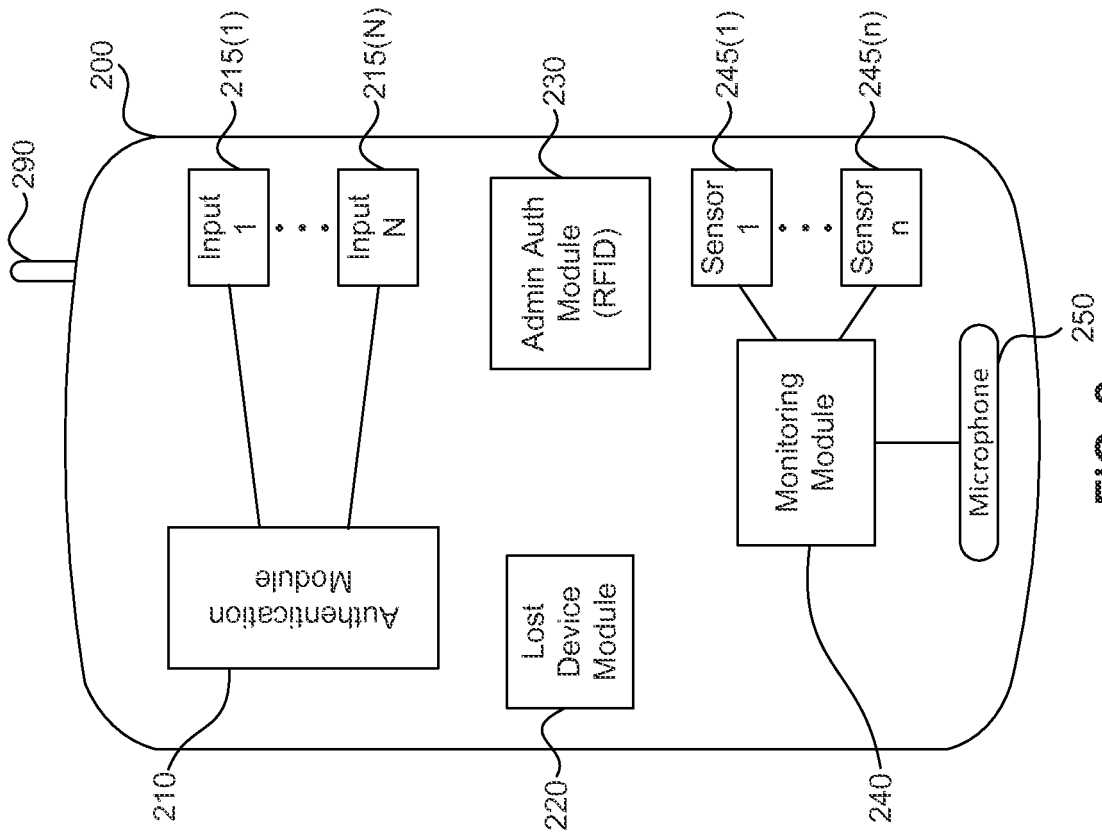 290
200
Input
1
215(1)
Input
N
215(N)
Authentication
Module
210
Lost
Device
Module
220
Admin Auth
Module
(RFID)
230
Monitoring
Module
240
Sensor
1
245(1)
Sensor
n
245(n)
Microphone
250